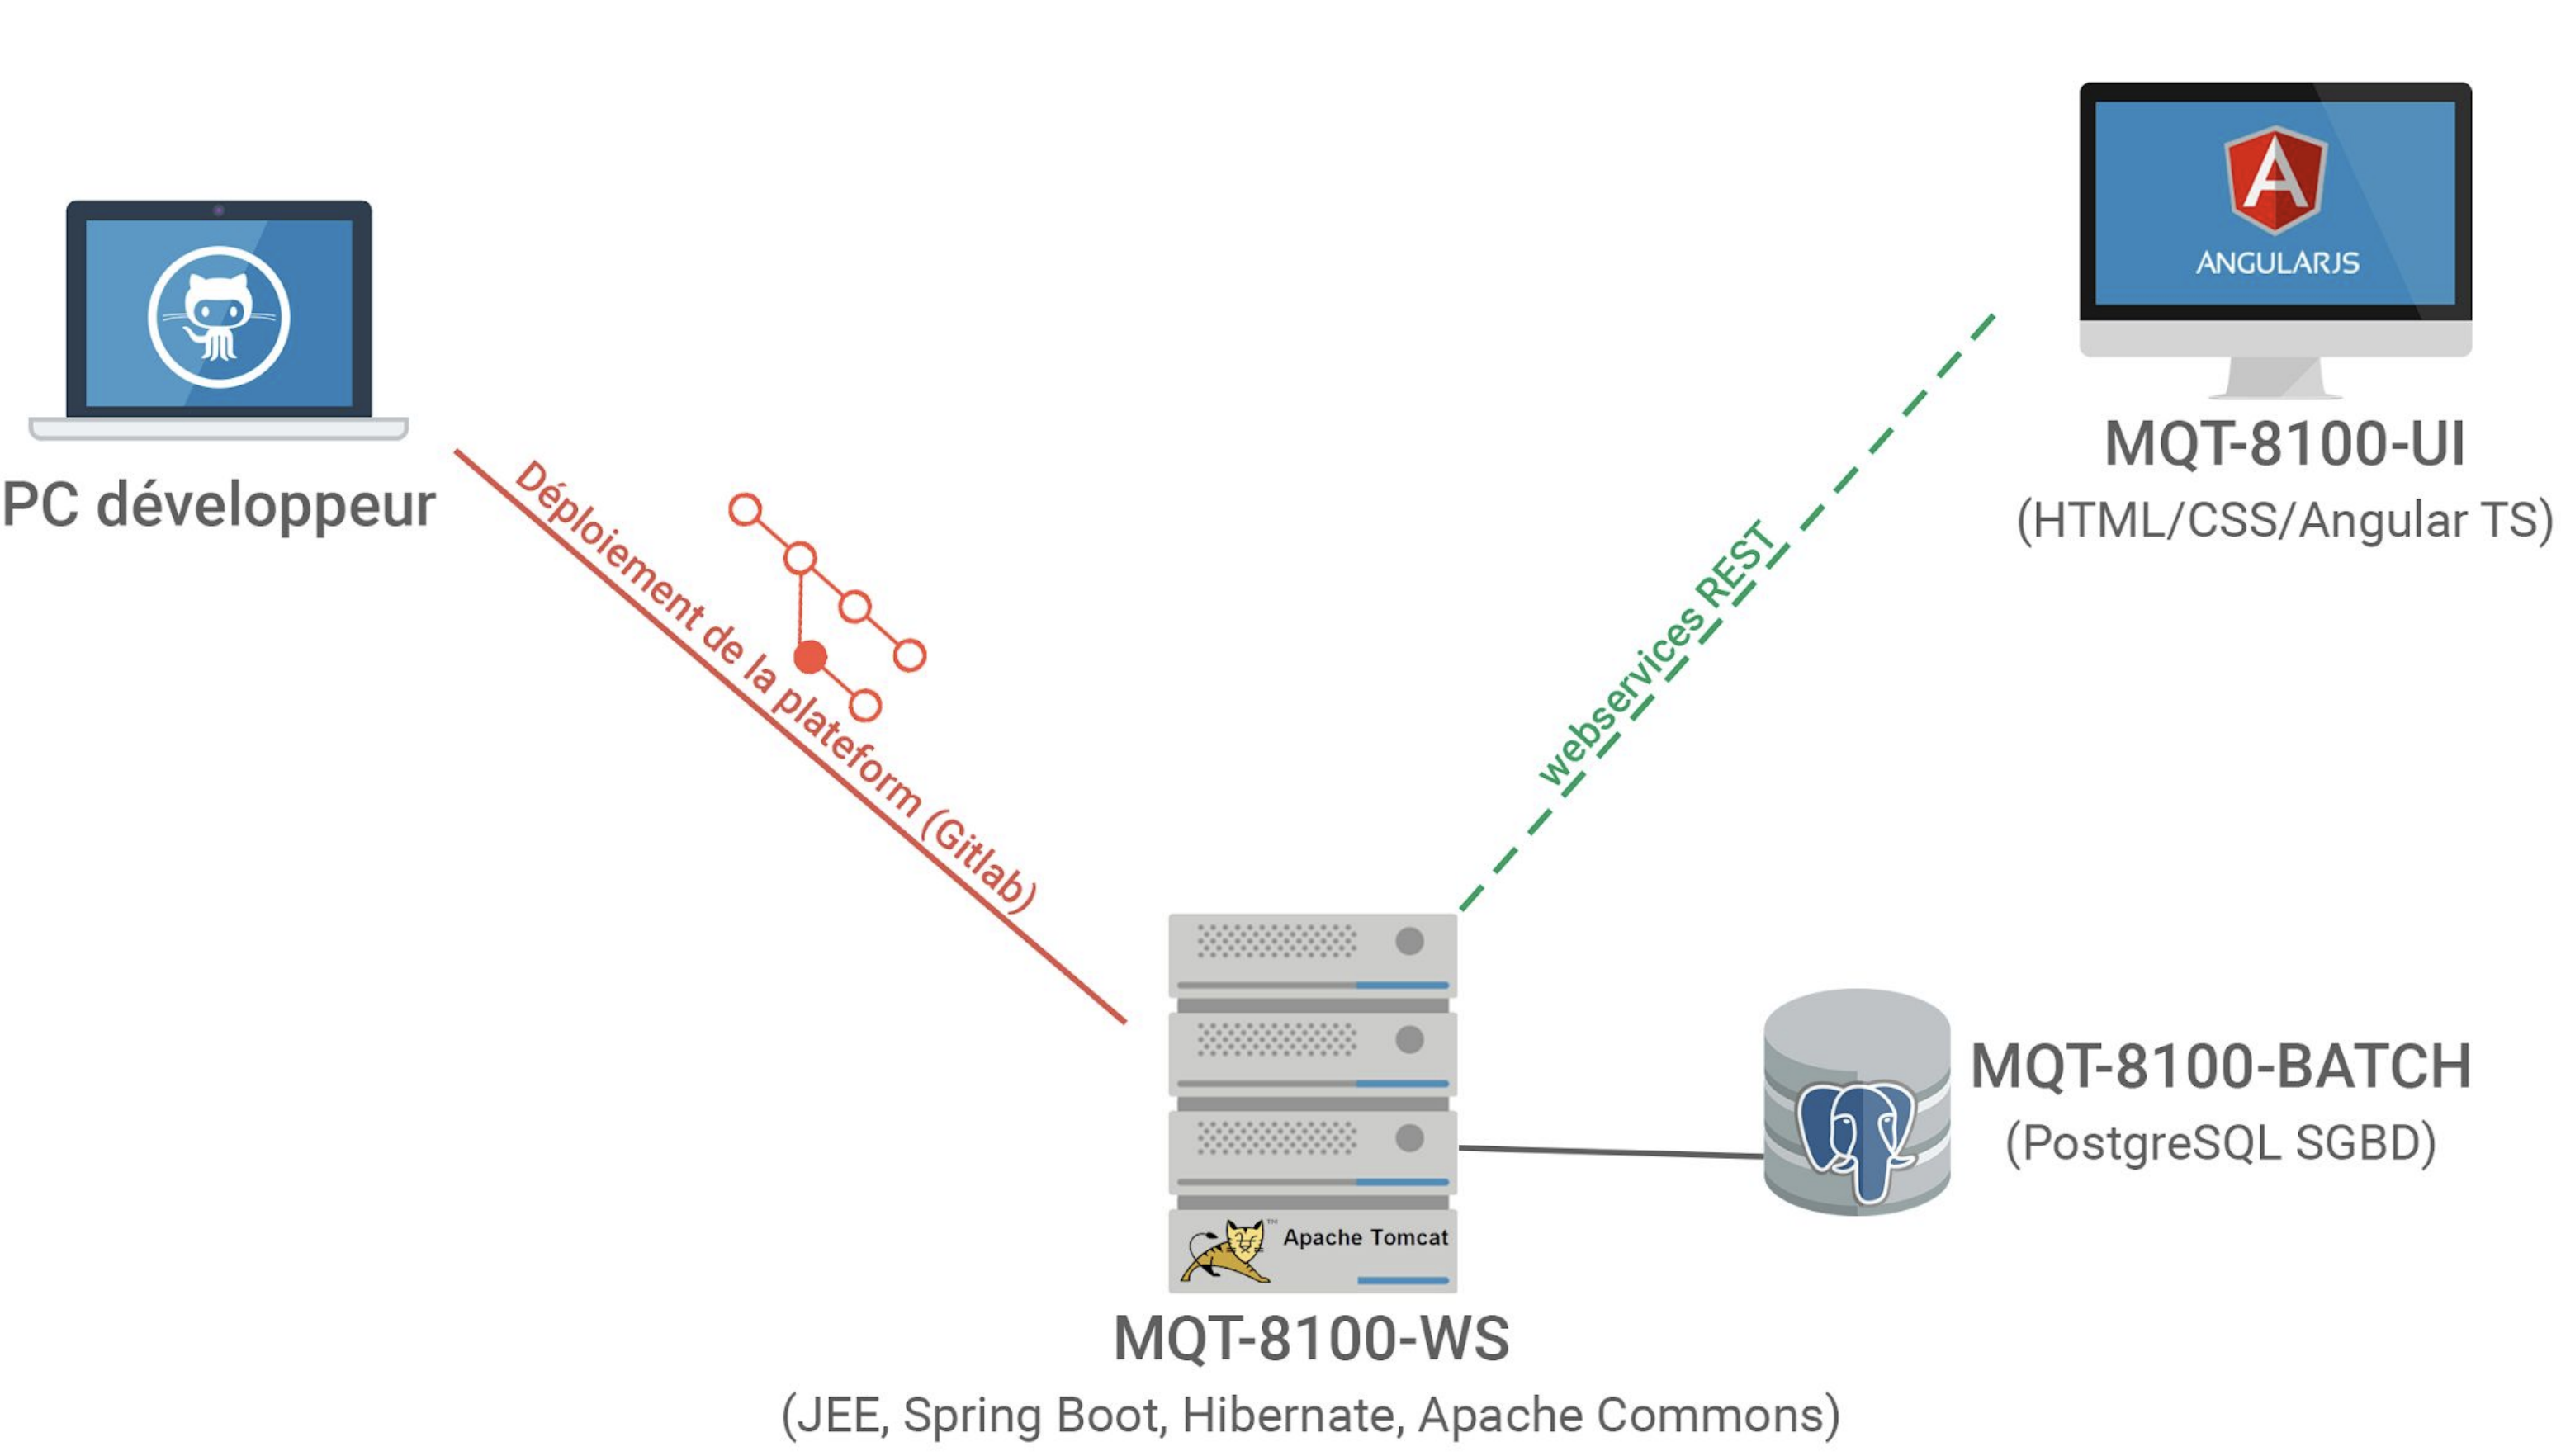 ANGULARJS
MQT-8100-UI
(HTML/CSS/Angular TS)
PC développeur
Déploiement de la plateform (Gitlab)
webservices REST
MQT-8100-BATCH
(PostgreSQL SGBD)
™ Apache Tomcat
MQT-8100-WS
(JEE, Spring Boot, Hibernate, Apache Commons)